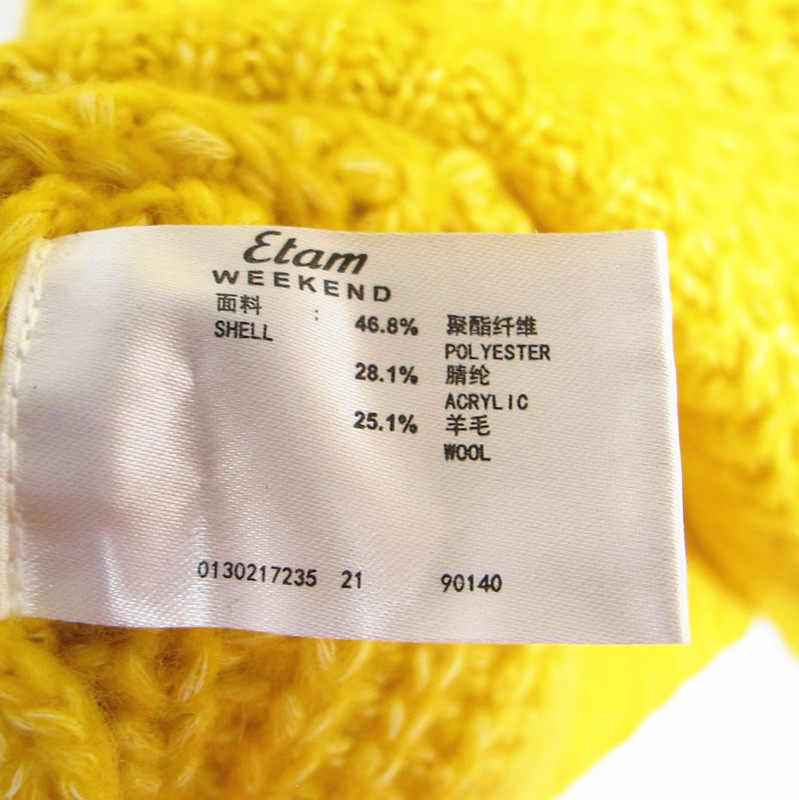 Etam
WEEKEND
面料 : 46.8% 聚酯纤维
SHELL POLYESTER
28.1% 腈纶
ACRYLIC
25.1% 羊毛
WOOL
0130217235 21 90140